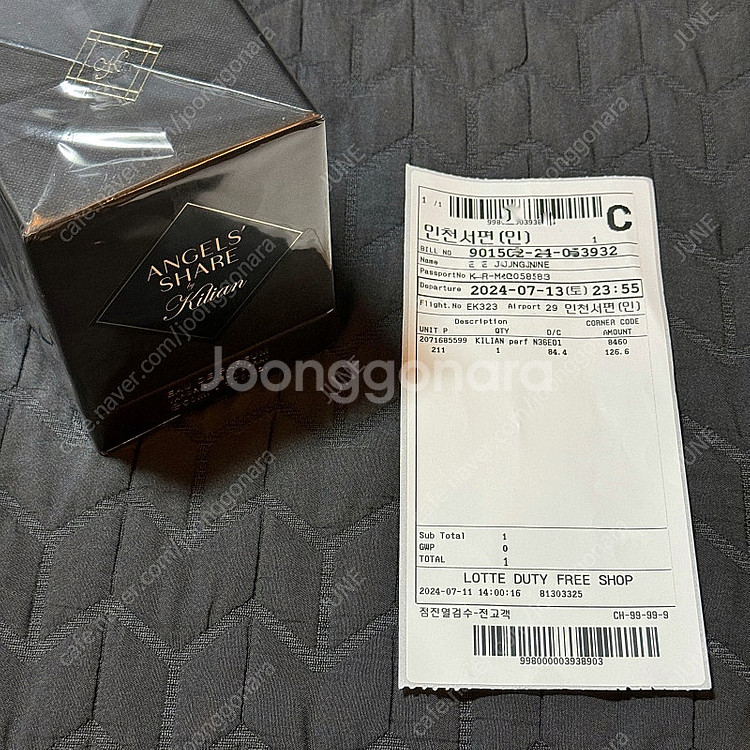 ANGELS'
SHARE
by
Kilian
Joonggonara
cafe.naver.com/joonggonara
JUNE
1 /1
C
인천서편(인) 1
BILL NO
Name
PassportNo
Departure 2024-07-13(토) 23:55
Flight.No EK323 Airport 29 인천서편(인)
Description CORNER CODE
UNIT P QTY D/C AMOUNT
2071685599 KILIAN perf N36E01 8460
211 1 84.4 126.6
Sub Total 1
GWP 0
TOTAL 1
LOTTE DUTY FREE SHOP
2024-07-11 14:00:16 81303325
점진열검수-전고객 CH-99-99-9
998000003938903